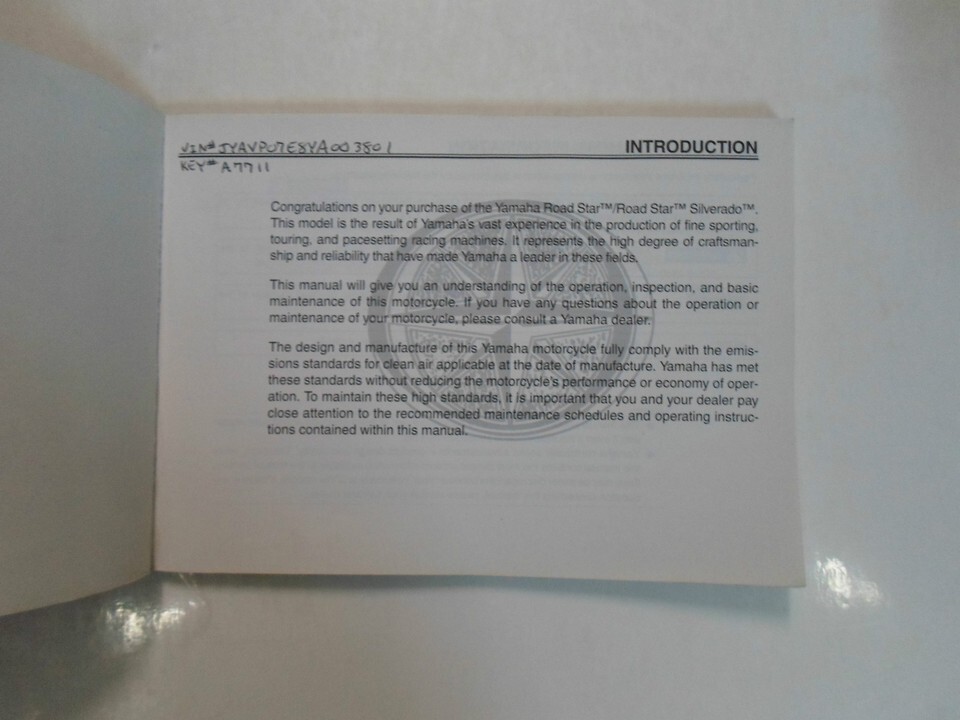 VIN# JYAVP07E8YA003801
INTRODUCTION
KEY# A7711
Congratulations on your purchase of the Yamaha Road Star™/Road Star™ Silverado™.
This model is the result of Yamaha's vast experience in the production of fine sporting,
touring, and pacesetting racing machines. It represents the high degree of craftsman-
ship and reliability that have made Yamaha a leader in these fields.
This manual will give you an understanding of the operation, inspection, and basic
maintenance of this motorcycle. If you have any questions about the operation or
maintenance of your motorcycle, please consult a Yamaha dealer.
The design and manufacture of this Yamaha motorcycle fully comply with the emis-
sions standards for clean air applicable at the date of manufacture. Yamaha has met
these standards without reducing the motorcycle's performance or economy of oper-
ation. To maintain these high standards, it is important that you and your dealer pay
close attention to the recommended maintenance schedules and operating instruc-
tions contained within this manual.